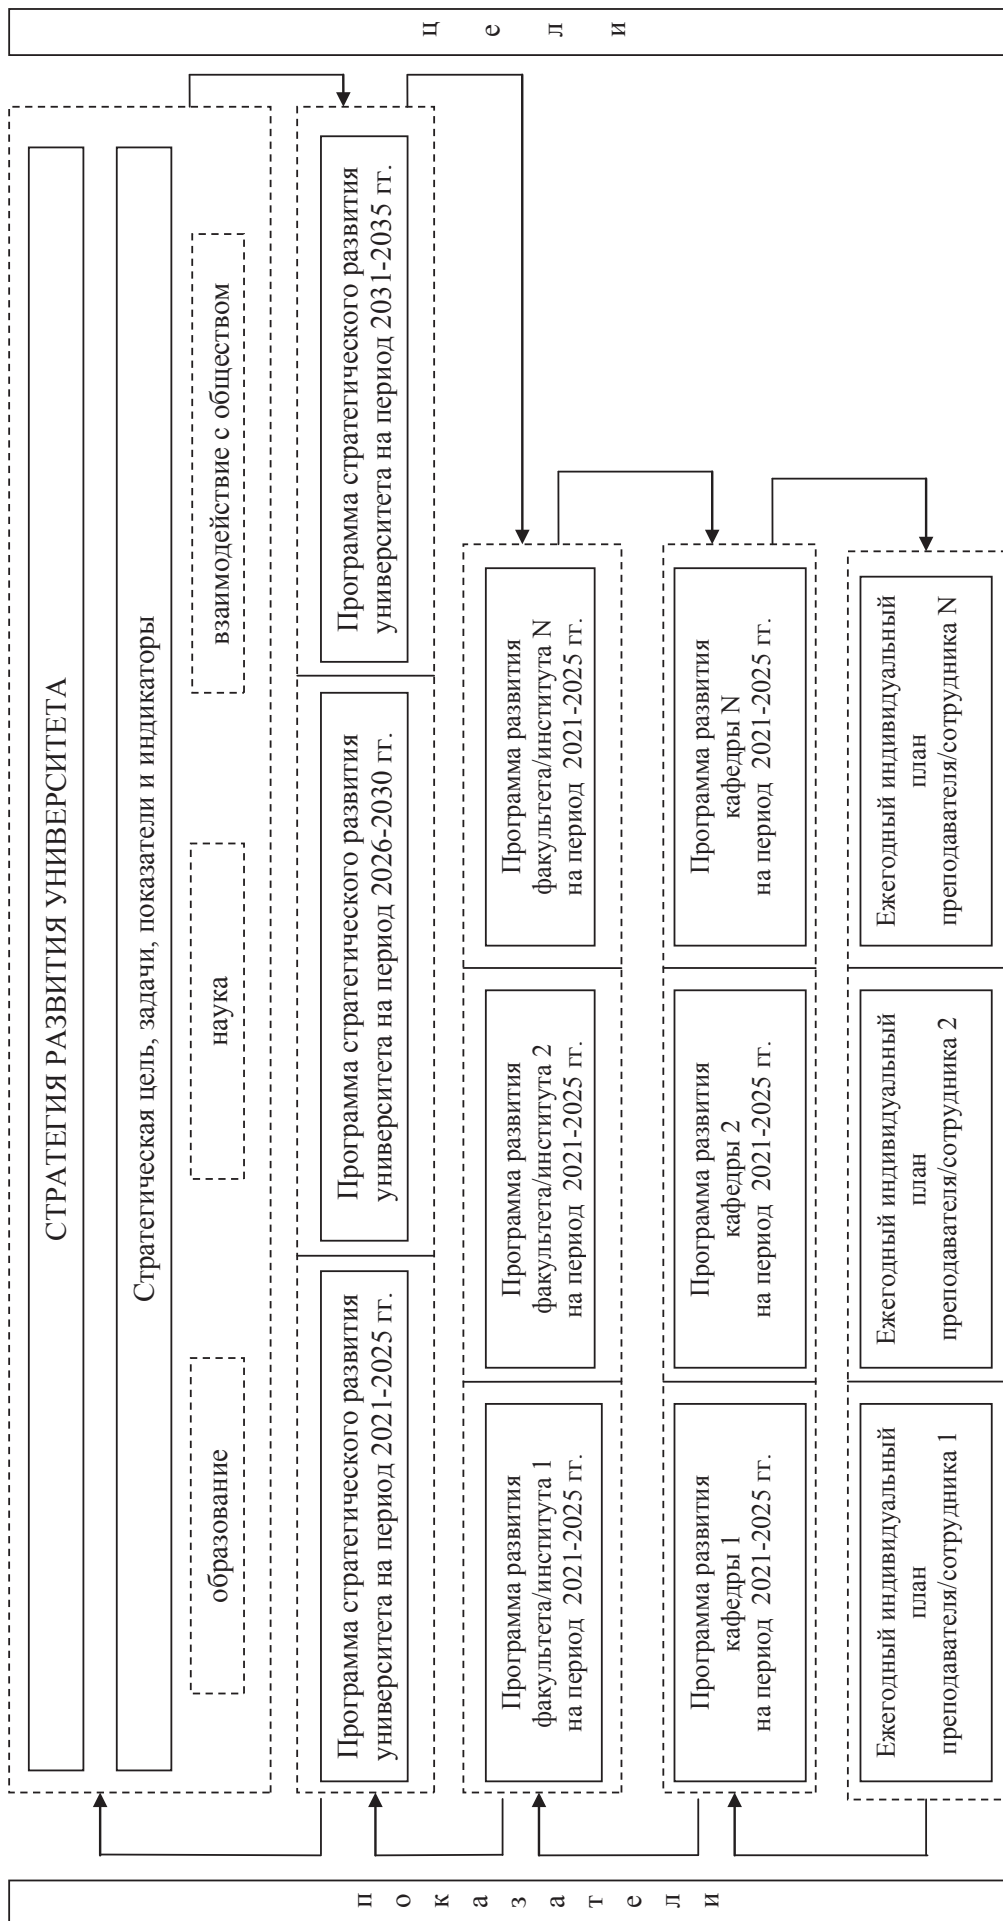 СТРАТЕГИЯ РАЗВИТИЯ УНИВЕРСИТЕТА
Стратегическая цель, задачи, показатели и индикаторы
образование
наука
взаимодействие с обществом
Программа стратегического развития
университета на период 2021-2025 гг.
Программа стратегического развития
университета на период 2026-2030 гг.
Программа стратегического развития
университета на период 2031-2035 гг.
Программа развития
факультета/института 1
на период 2021-2025 гг.
Программа развития
факультета/института 2
на период 2021-2025 гг.
Программа развития
факультета/института N
на период 2021-2025 гг.
Программа развития
кафедры 1
на период 2021-2025 гг.
Программа развития
кафедры 2
на период 2021-2025 гг.
Программа развития
кафедры N
на период 2021-2025 гг.
Ежегодный индивидуальный
план
преподавателя/сотрудника 1
Ежегодный индивидуальный
план
преподавателя/сотрудника 2
Ежегодный индивидуальный
план
преподавателя/сотрудника N
показатели
цели